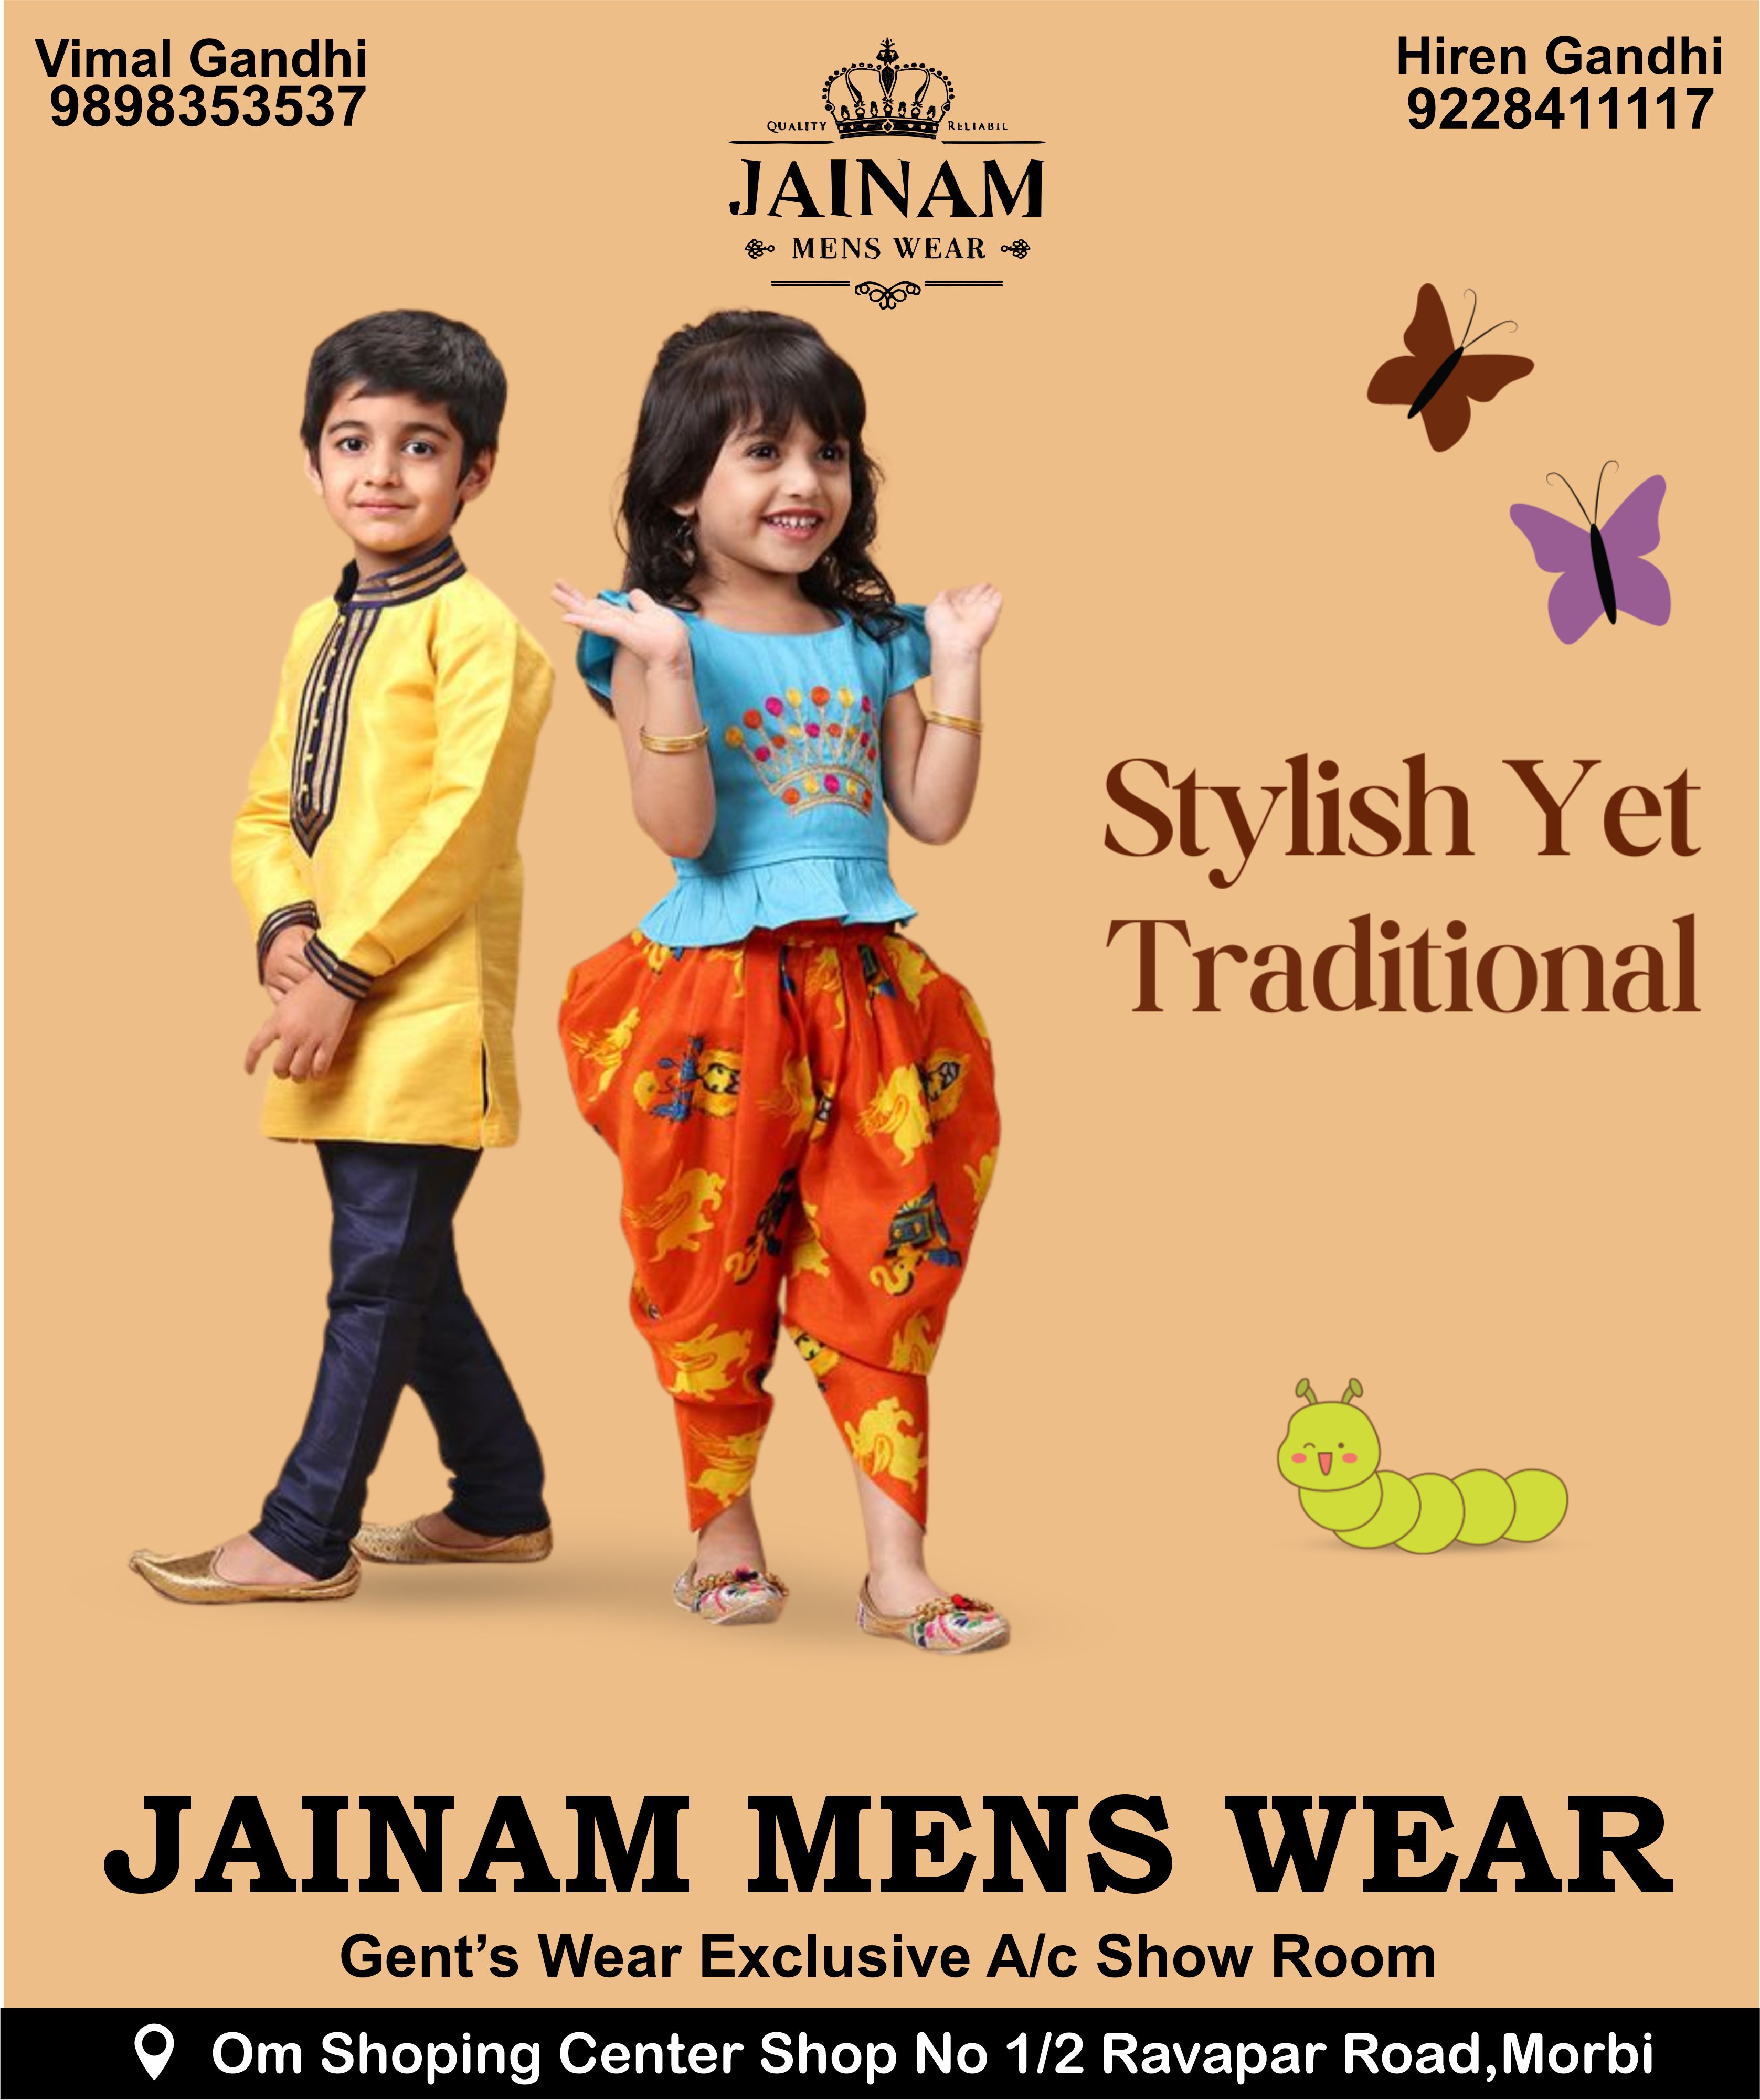 Vimal Gandhi
9898353537
Hiren Gandhi
9228411117
QUALITY RELIABIL
JAINAM
MENS WEAR
Stylish Yet
Traditional
JAINAM MENS WEAR
Gent’s Wear Exclusive A/c Show Room
Om Shoping Center Shop No 1/2 Ravapar Road,Morbi